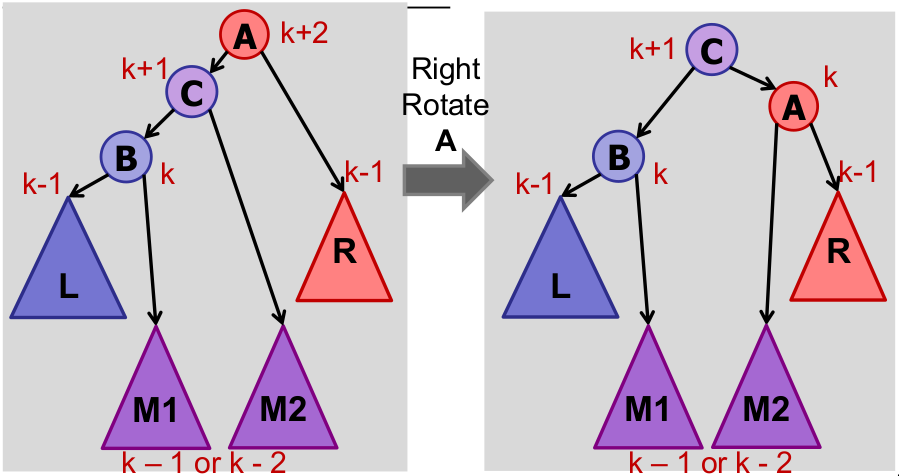 A
k+2
k+1
C
B
k-1
k
k-1
L
R
M1
M2
k – 1 or k - 2
Right
Rotate
A
k+1
C
k
A
B
k-1
k
k-1
L
R
M1
M2
k – 1 or k - 2